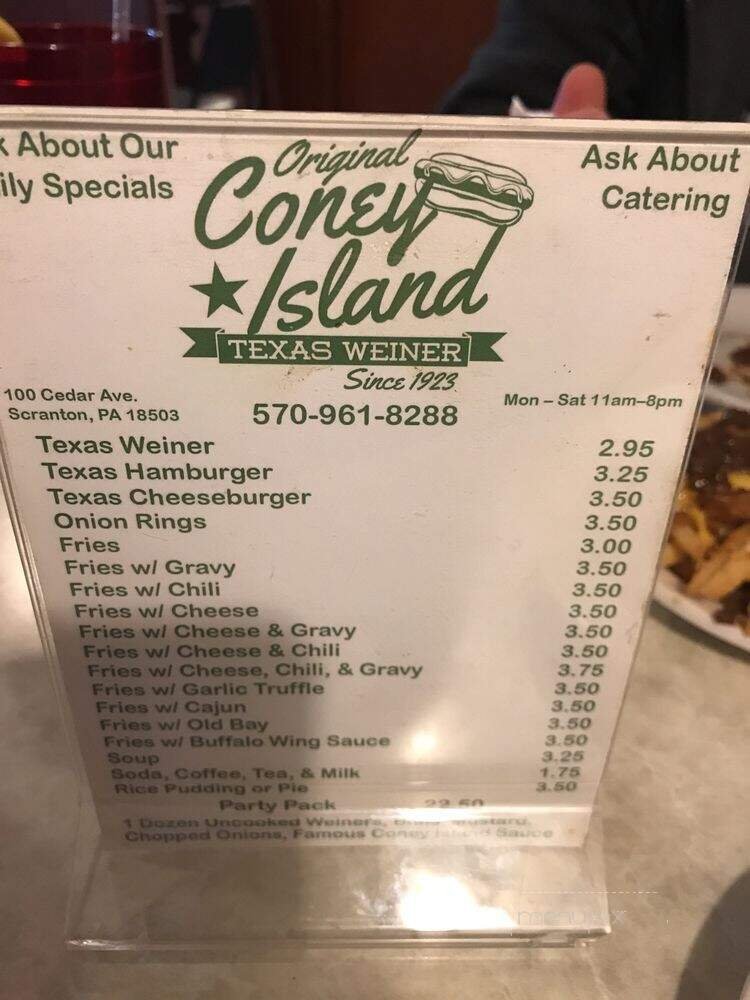 About Our
Specials
Ask About
Catering
Original
Coney
Island
TEXAS WEINER
Since 1923
100 Cedar Ave.
Scranton, PA 18503
570-961-8288
Mon – Sat 11am–8pm
Texas Weiner 2.95
Texas Hamburger 3.25
Texas Cheeseburger 3.50
Onion Rings 3.50
Fries 3.00
Fries w/ Gravy 3.50
Fries w/ Chili 3.50
Fries w/ Cheese 3.50
Fries w/ Cheese & Gravy 3.50
Fries w/ Cheese & Chili 3.50
Fries w/ Cheese, Chili, & Gravy 3.75
Fries w/ Garlic Truffle 3.50
Fries w/ Cajun 3.50
Fries w/ Old Bay 3.50
Fries w/ Buffalo Wing Sauce 3.50
Soup 3.25
Soda, Coffee, Tea, & Milk 1.75
Rice Pudding or Pie 3.50
Party Pack
1 Dozen Uncooked Weiners, Mustard,
Chopped Onions, Famous Coney Island Sauce